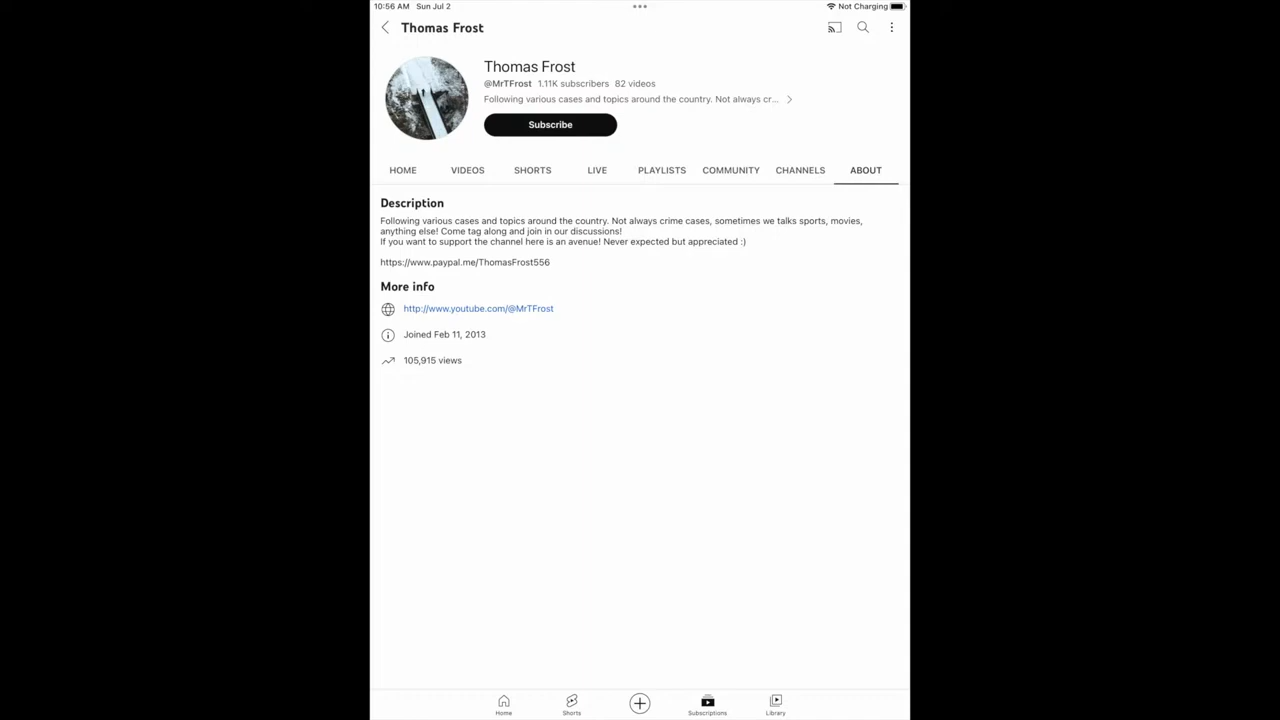 10:56 AM Sun Jul 2
Not Charging
Thomas Frost
Thomas Frost
@MrTFrost 1.11K subscribers 82 videos
Following various cases and topics around the country. Not always cr...
Subscribe
HOME VIDEOS SHORTS LIVE PLAYLISTS COMMUNITY CHANNELS ABOUT
Description
Following various cases and topics around the country. Not always crime cases, sometimes we talks sports, movies,
anything else! Come tag along and join in our discussions!
If you want to support the channel here is an avenue! Never expected but appreciated :)
https://www.paypal.me/ThomasFrost556
More info
http://www.youtube.com/@MrTFrost
Joined Feb 11, 2013
105,915 views
Home Shorts Subscriptions Library